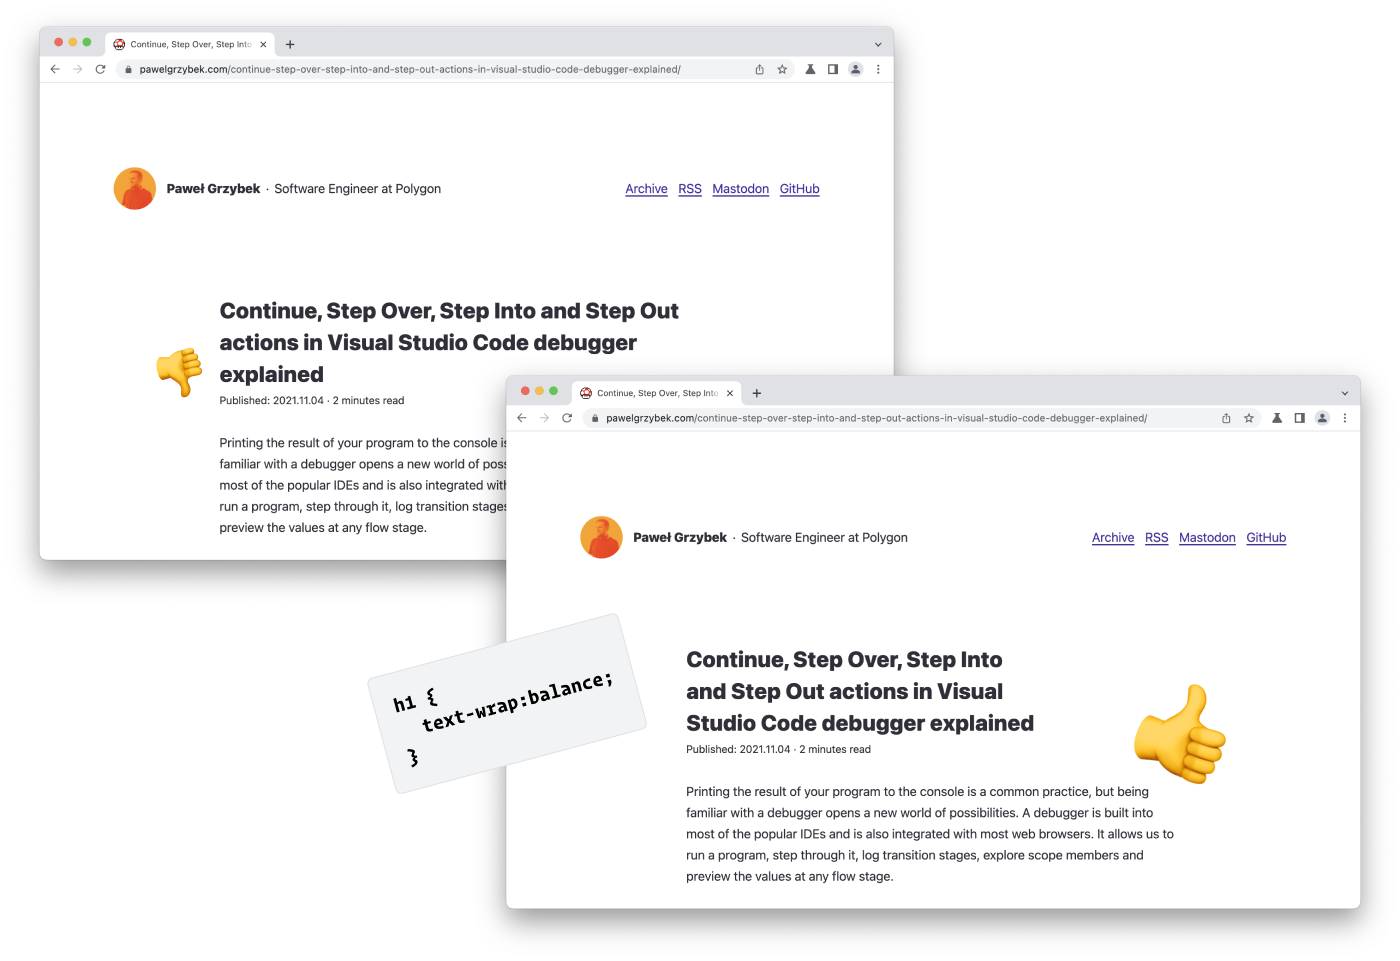 Continue, Step Over, Step Into
pawelgrzybek.com/continue-step-over-step-into-and-step-out-actions-in-visual-studio-code-debugger-explained/
Paweł Grzybek · Software Engineer at Polygon
Archive RSS Mastodon GitHub
Continue, Step Over, Step Into and Step Out
actions in Visual Studio Code debugger
explained
Published: 2021.11.04 · 2 minutes read
Printing the result of your program to the console is
familiar with a debugger opens a new world of
most of the popular IDEs and is also integrated
run a program, step through it, log transition stages
preview the values at any flow stage.
Continue, Step Over, Step Into
pawelgrzybek.com/continue-step-over-step-into-and-step-out-actions-in-visual-studio-code-debugger-explained/
Paweł Grzybek · Software Engineer at Polygon
Archive RSS Mastodon GitHub
h1 {
text-wrap:balance;
}
Continue, Step Over, Step Into
and Step Out actions in Visual
Studio Code debugger explained
Published: 2021.11.04 · 2 minutes read
Printing the result of your program to the console is a common practice, but being
familiar with a debugger opens a new world of possibilities. A debugger is built into
most of the popular IDEs and is also integrated with most web browsers. It allows us to
run a program, step through it, log transition stages, explore scope members and
preview the values at any flow stage.